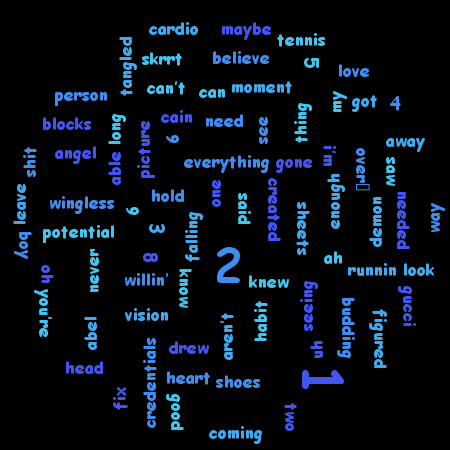 cardio maybe
tangled skrrt believe tennis
5 love
person can't can moment my got 4
blocks long cain need see thing
9 away
shit angel able picture everything gone i'm over saw
wingless hold one said created enough woman needed way
boy leave potential 6 3 sheets
falling
oh never 8 ah
willin' know 2 knew runnin look
you're vision habit seeing gucci
abel aren't budding figured
head drew uh
credentials heart shoes 1
fix good two
coming